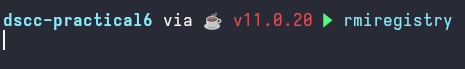 dscc-practical6 via ☕ v11.0.20 ▶ rmiregistry